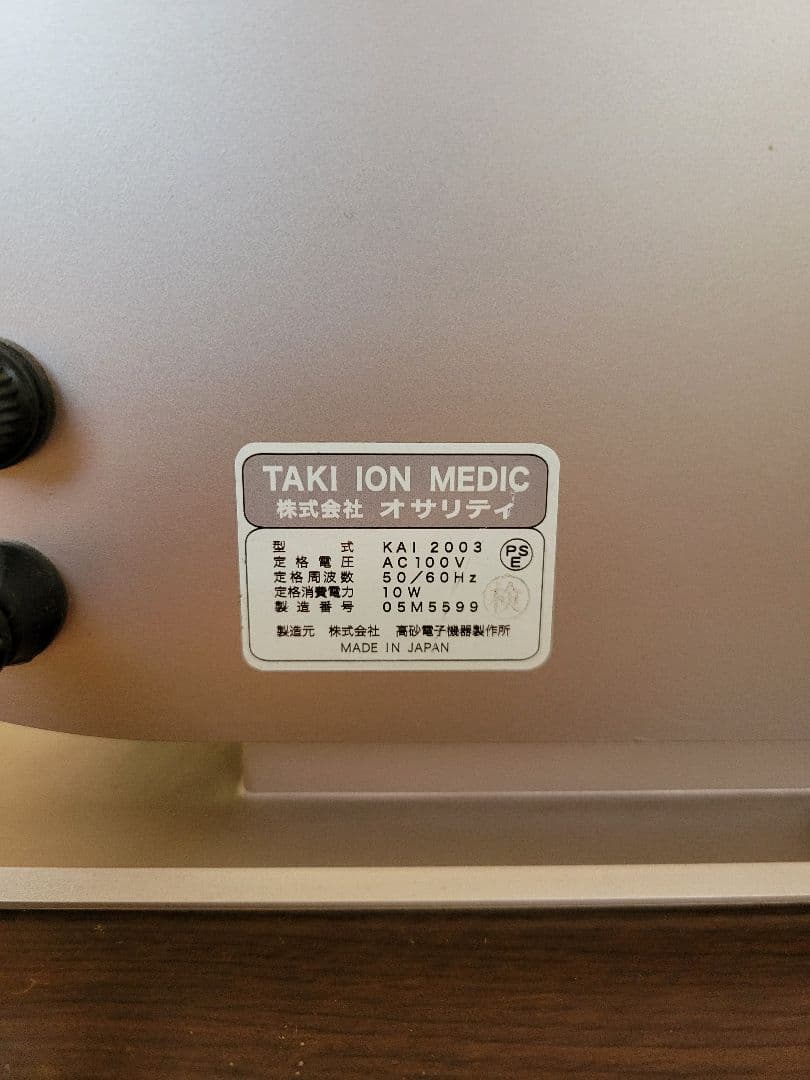 TAKI ION MEDIC
株式会社 オサリティ
型式 KAI 2003
定格電圧 AC100V
定格周波数 50/60Hz
定格消費電力 10W
製造番号 05M5599
PSE
検
製造元 株式会社 高砂電子機器製作所
MADE IN JAPAN